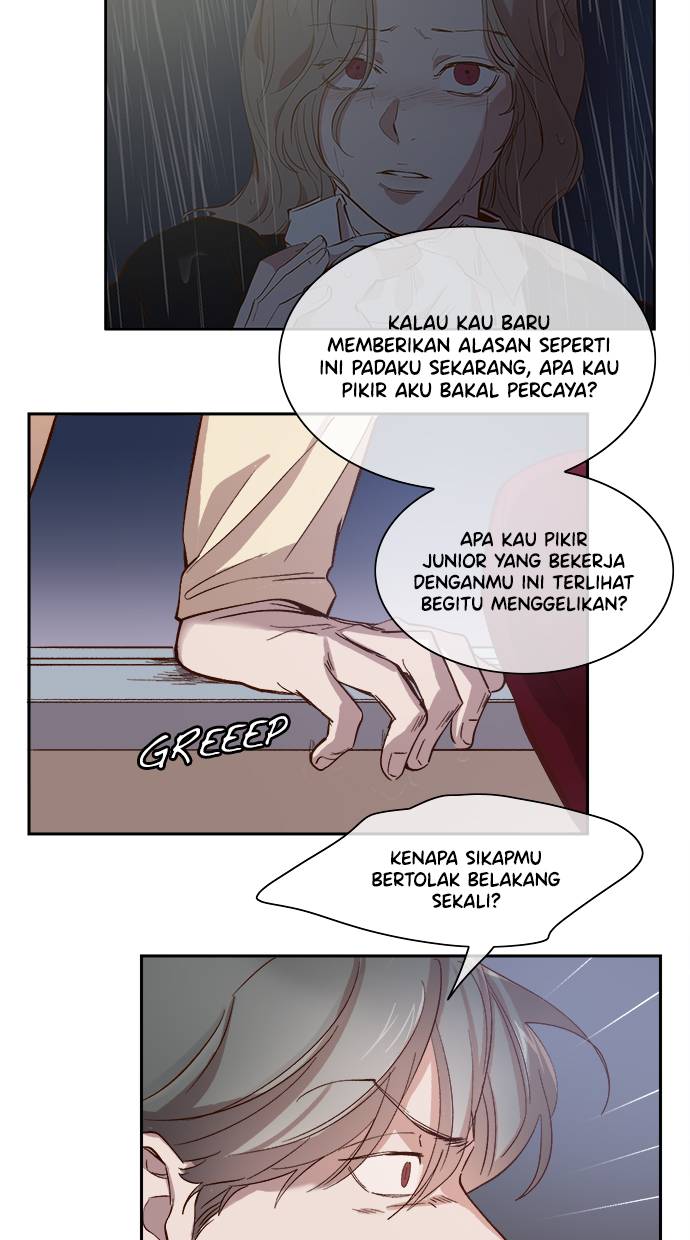 KALAU KAU BARU
MEMBERIKAN ALASAN SEPERTI
INI PADAKU SEKARANG, APA KAU
PIKIR AKU BAKAL PERCAYA?
APA KAU PIKIR
JUNIOR YANG BEKERJA
DENGANMU INI TERLIHAT
BEGITU MENGGELIKAN?
GREEEP
KENAPA SIKAPMU
BERTOLAK BELAKANG
SEKALI?